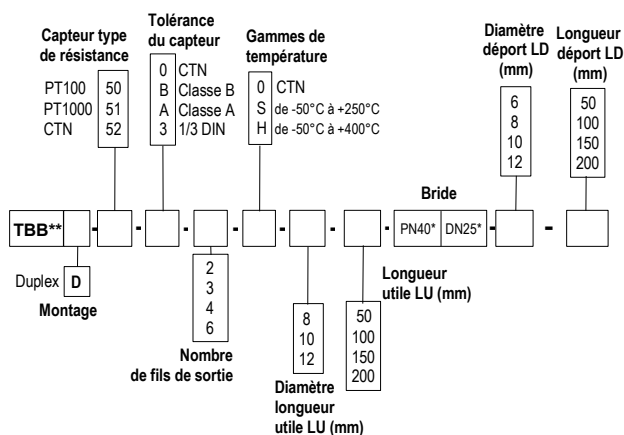 Capteur type
de résistance
PT100 50
PT1000 51
CTN 52
Tolérance
du capteur
0 CTN
B Classe B
A Classe A
3 1/3 DIN
Gammes de
température
0 CTN
S de -50°C à +250°C
H de -50°C à +400°C
Diamètre
déport LD
(mm)
6
8
10
12
Longueur
déport LD
(mm)
50
100
150
200
Bride
TBB** - - - - - - - PN40* DN25* - -
Duplex D
Montage
2
3
4
6
Nombre
de fils de sortie
8
10
12
Diamètre
longueur
utile LU (mm)
Longueur
utile LU (mm)
50
100
150
200